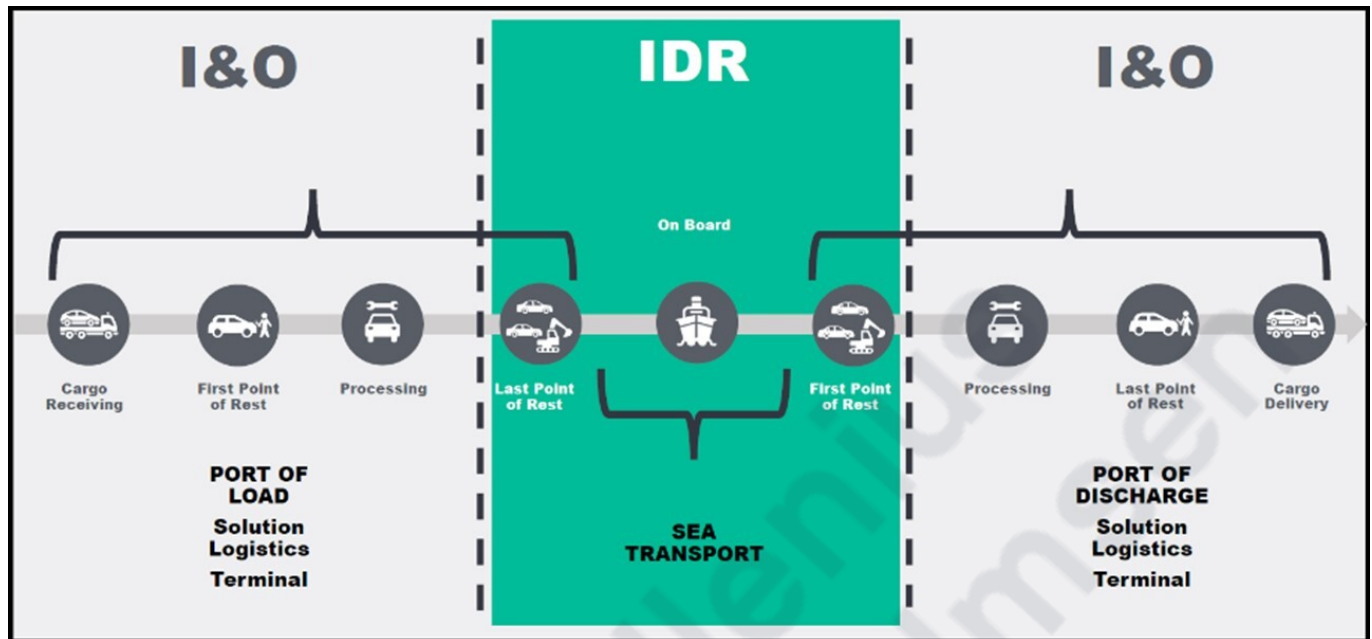 I&O
IDR
I&O
On Board
Cargo
Receiving
First Point
of Rest
Processing
Last Point
of Rest
First Point
of Rest
Processing
Last Point
of Rest
Cargo
Delivery
PORT OF
LOAD
Solution
Logistics
Terminal
SEA
TRANSPORT
PORT OF
DISCHARGE
Solution
Logistics
Terminal